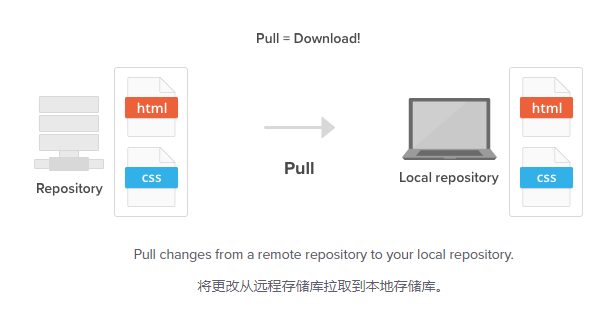 Pull = Download!
html
css
Repository
Pull
html
css
Local repository
Pull changes from a remote repository to your local repository.
将更改从远程存储库拉取到本地存储库。